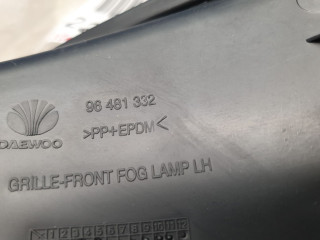 96 481 332
DAEWOO
>PP+EPDM<
GRILLE-FRONT FOG LAMP LH